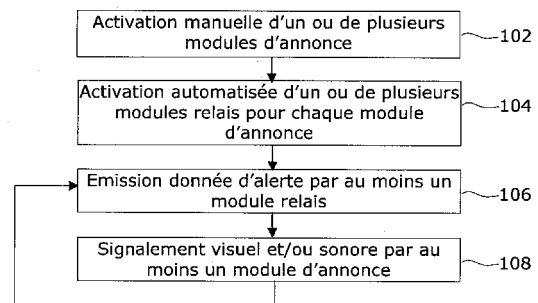 Activation manuelle d'un ou de plusieurs
modules d'annonce
102
Activation automatisée d'un ou de plusieurs
modules relais pour chaque module
d'annonce
104
Emission donnée d'alerte par au moins un
module relais
106
Signalement visuel et/ou sonore par au
moins un module d'annonce
108